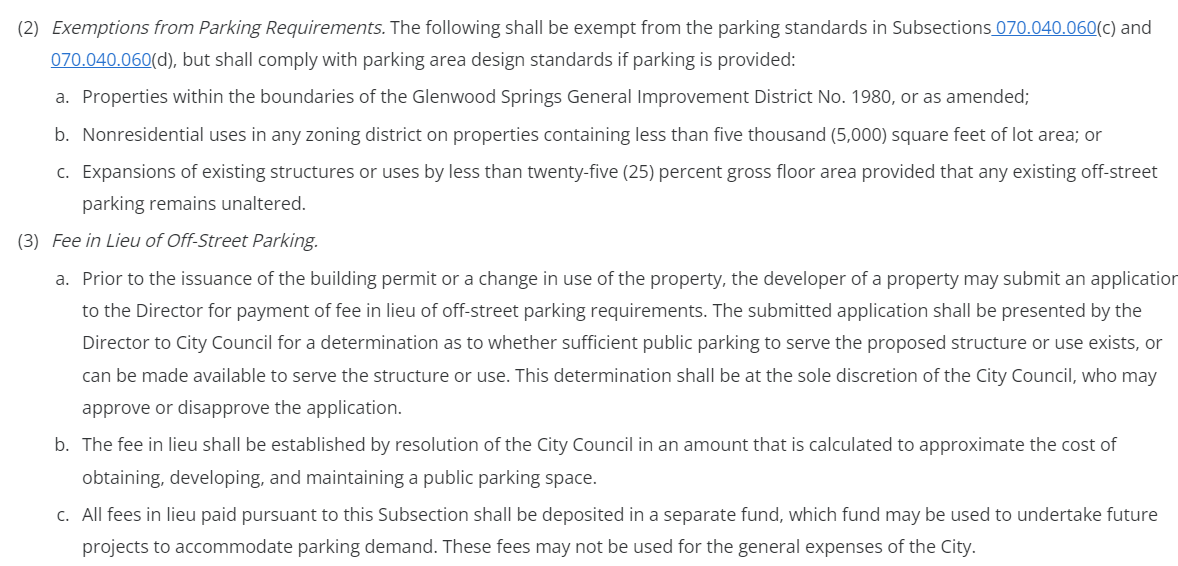 (2) Exemptions from Parking Requirements. The following shall be exempt from the parking standards in Subsections 070.040.060(c) and
070.040.060(d), but shall comply with parking area design standards if parking is provided:
a. Properties within the boundaries of the Glenwood Springs General Improvement District No. 1980, or as amended;
b. Nonresidential uses in any zoning district on properties containing less than five thousand (5,000) square feet of lot area; or
c. Expansions of existing structures or uses by less than twenty-five (25) percent gross floor area provided that any existing off-street
parking remains unaltered.
(3) Fee in Lieu of Off-Street Parking.
a. Prior to the issuance of the building permit or a change in use of the property, the developer of a property may submit an application
to the Director for payment of fee in lieu of off-street parking requirements. The submitted application shall be presented by the
Director to City Council for a determination as to whether sufficient public parking to serve the proposed structure or use exists, or
can be made available to serve the structure or use. This determination shall be at the sole discretion of the City Council, who may
approve or disapprove the application.
b. The fee in lieu shall be established by resolution of the City Council in an amount that is calculated to approximate the cost of
obtaining, developing, and maintaining a public parking space.
c. All fees in lieu paid pursuant to this Subsection shall be deposited in a separate fund, which fund may be used to undertake future
projects to accommodate parking demand. These fees may not be used for the general expenses of the City.